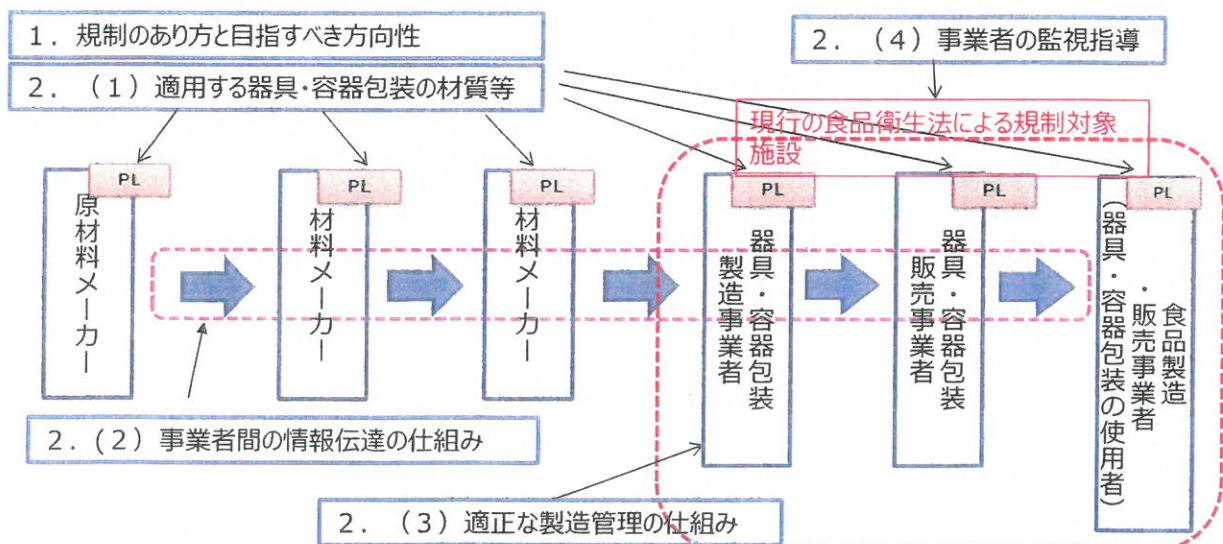 1．規制のあり方と目指すべき方向性
2．（4）事業者の監視指導
2．（1）適用する器具・容器包装の材質等
現行の食品衛生法による規制対象
施設
PL
PL
PL
PL
PL
PL
原材料メーカー
材料メーカー
材料メーカー
器具・容器包装
製造事業者
器具・容器包装
販売事業者
食品製造
・販売事業者
（器具・容器包装の使用者）
2．(2）事業者間の情報伝達の仕組み
2．（3）適正な製造管理の仕組み